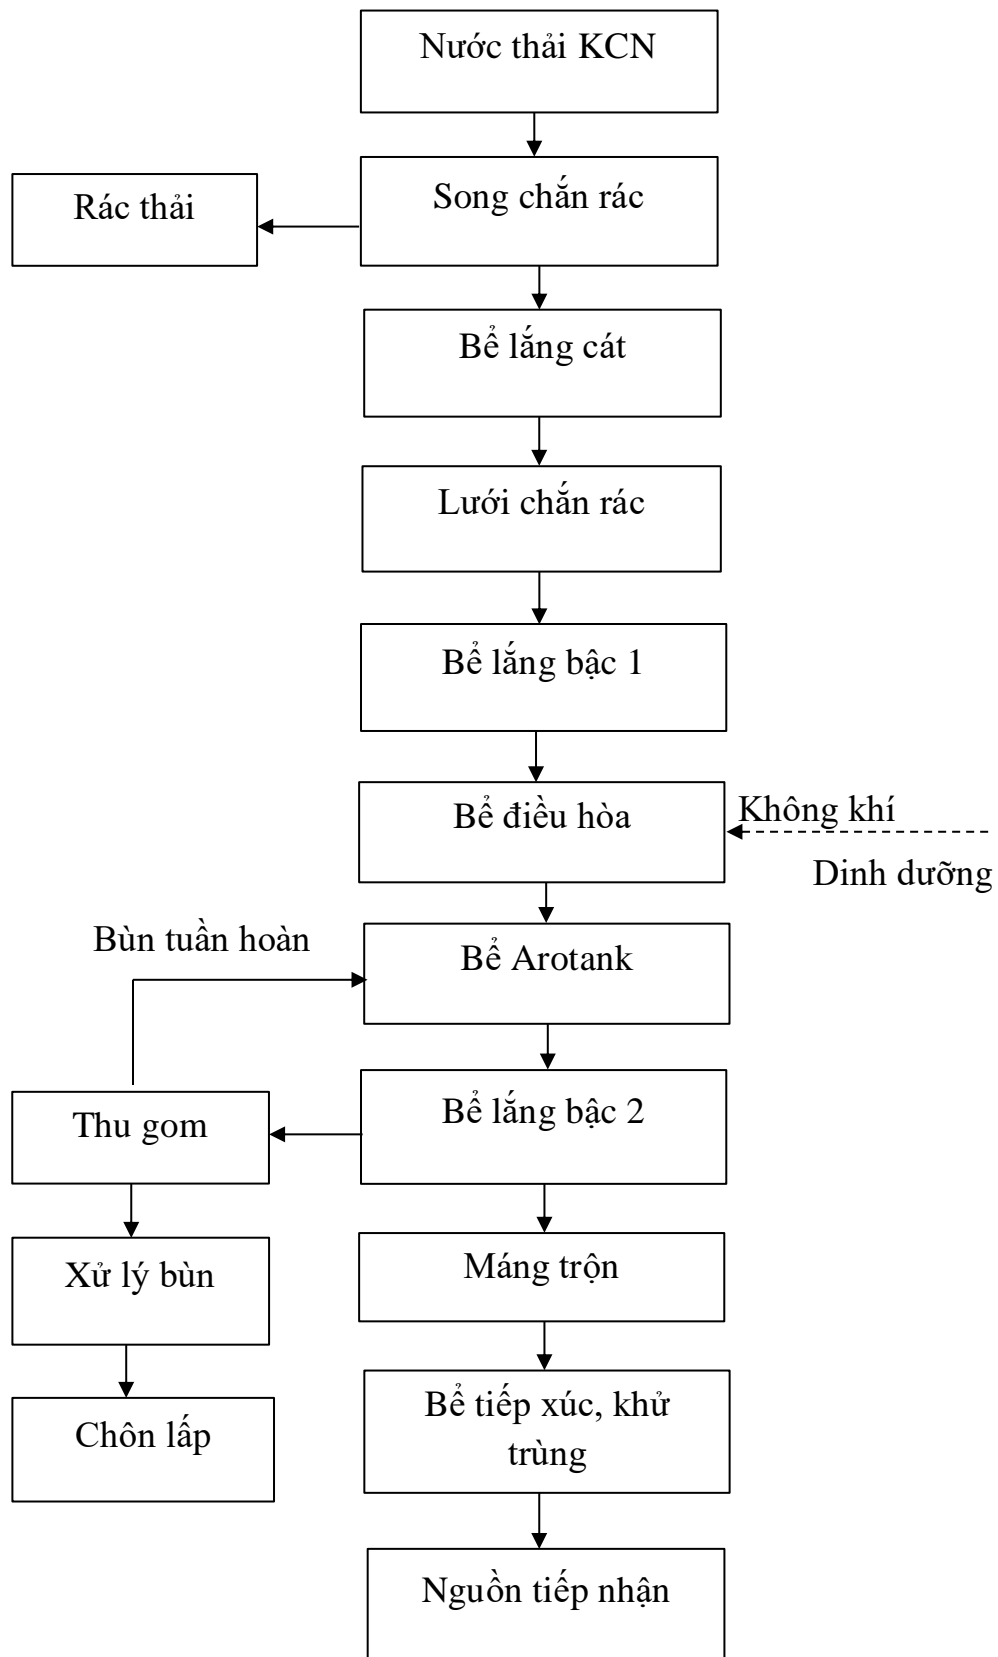 Nước thải KCN
Song chắn rác
Rác thải
Bể lắng cát
Lưới chắn rác
Bể lắng bậc 1
Bể điều hòa
Không khí
Dinh dưỡng
Bùn tuần hoàn
Bể Arotank
Bể lắng bậc 2
Thu gom
Máng trộn
Xử lý bùn
Bể tiếp xúc, khử
trùng
Chôn lấp
Nguồn tiếp nhận